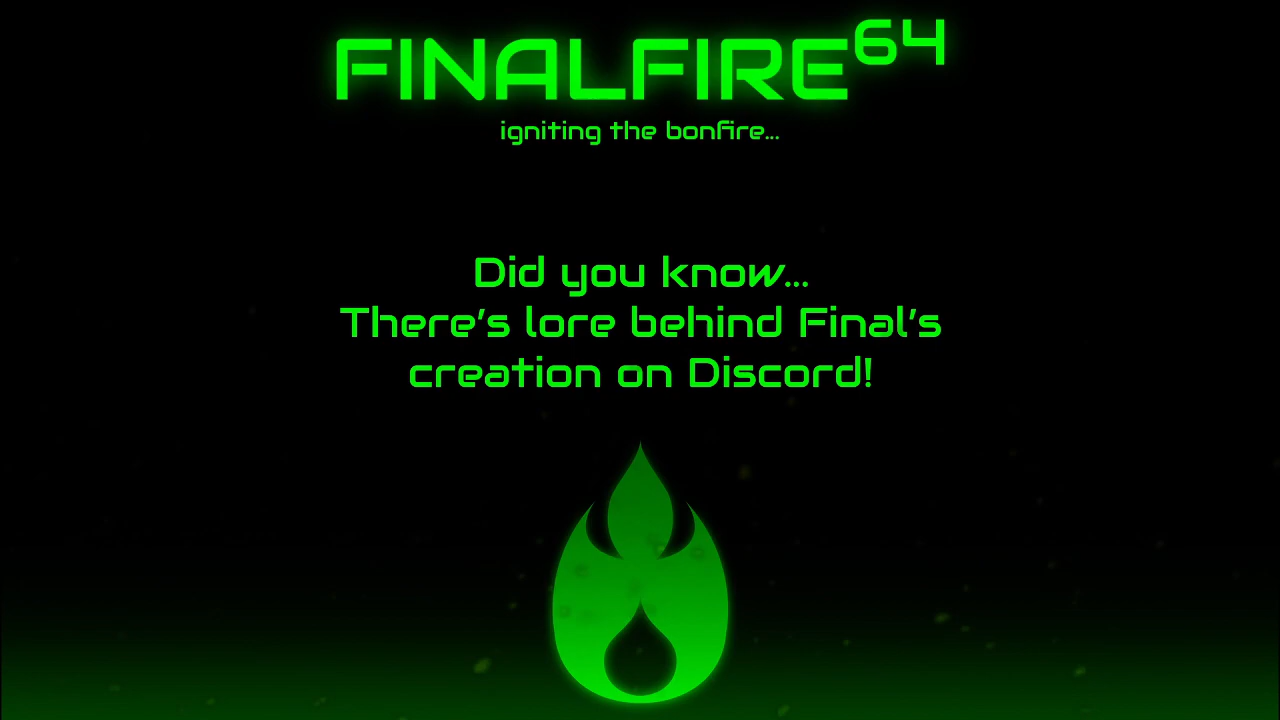 FINALFIRE64
igniting the bonfire...
Did you know...
There's lore behind Final's
creation on Discord!